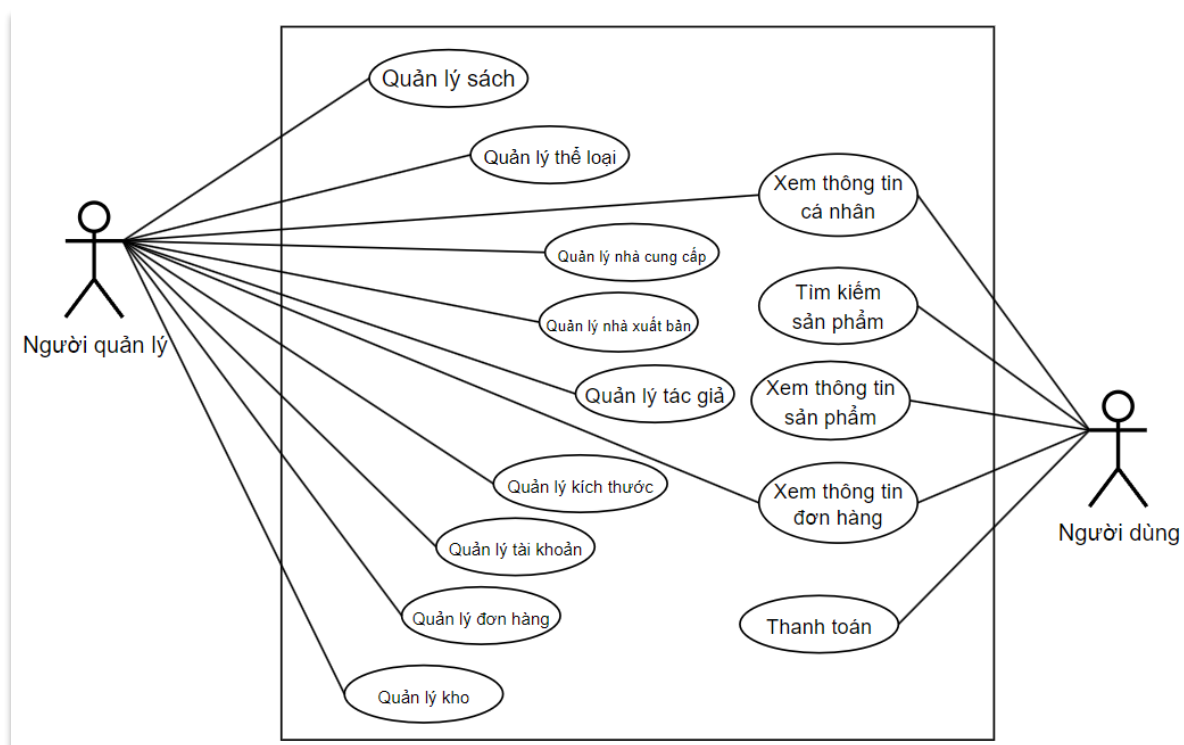 Quản lý sách
Quản lý thể loại
Xem thông tin
cá nhân
Quản lý nhà cung cấp
Tìm kiếm
sản phẩm
Quản lý nhà xuất bản
Người quản lý
Quản lý tác giả
Xem thông tin
sản phẩm
Quản lý kích thước
Xem thông tin
đơn hàng
Người dùng
Quản lý tài khoản
Quản lý đơn hàng
Thanh toán
Quản lý kho